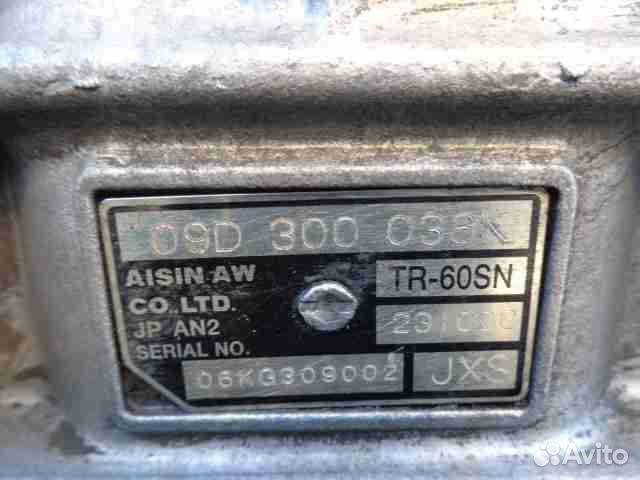 09D 300 038K
AISIN AW
CO.,LTD.
JP AN2
SERIAL NO.
TR-60SN
06KG309002
JXS
Avito